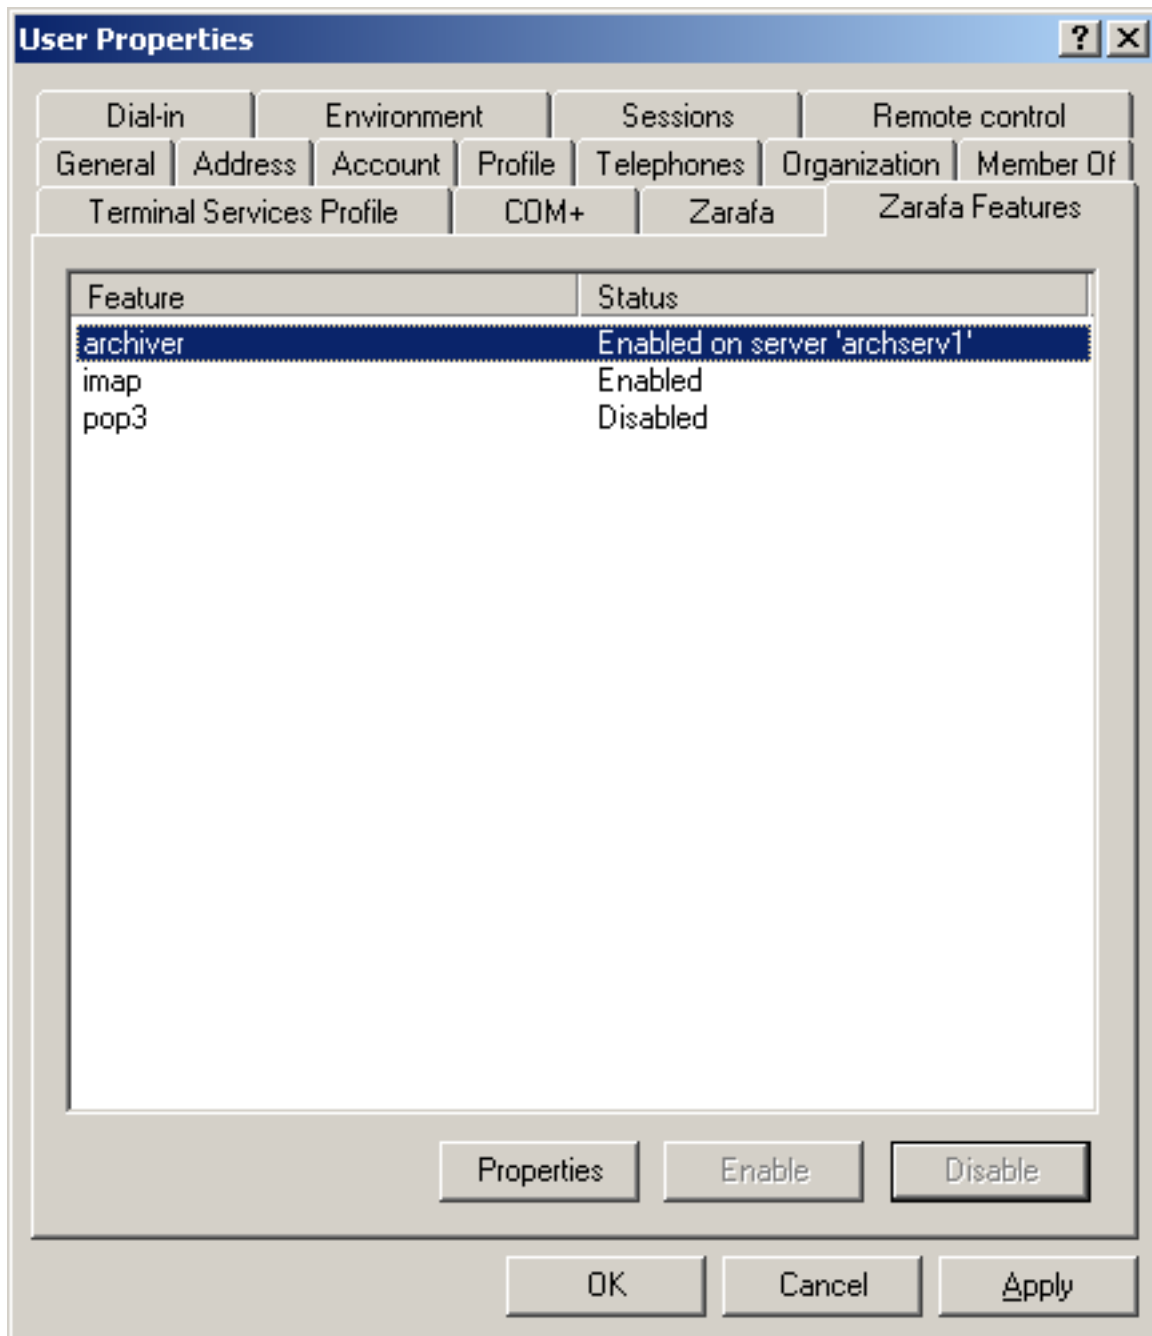 User Properties
Dial-in Environment Sessions Remote control
General Address Account Profile Telephones Organization Member Of
Terminal Services Profile COM+ Zarafa Zarafa Features
Feature Status
archiver Enabled on server 'archserv1'
imap Enabled
pop3 Disabled
Properties Enable Disable
OK Cancel Apply